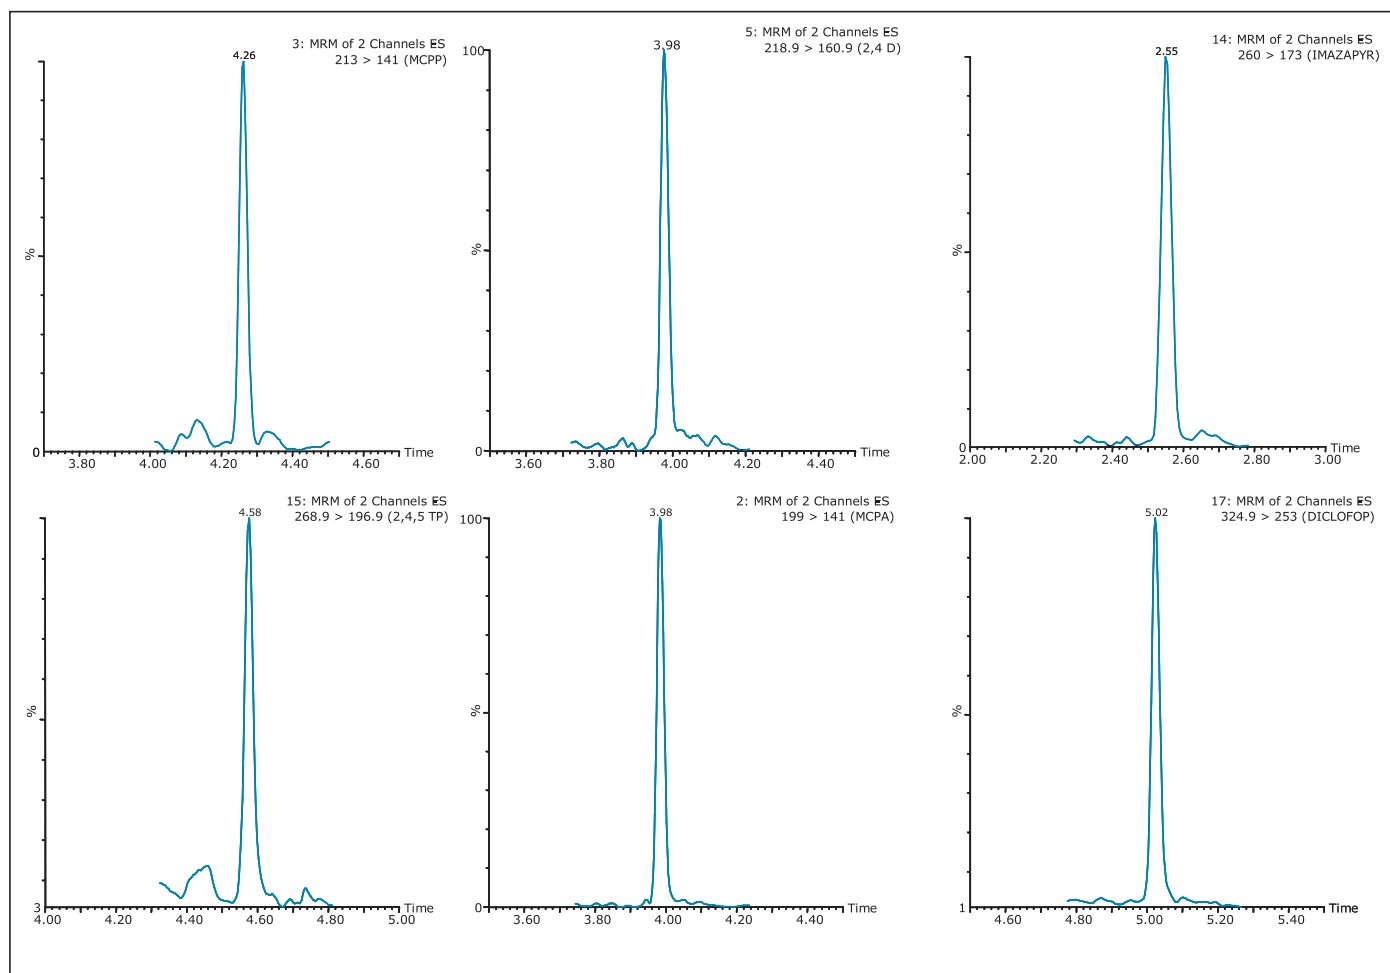 3: MRM of 2 Channels ES-
213 > 141 (MCPP)
4.26
%
0
3.80 4.00 4.20 4.40 4.60 Time
5: MRM of 2 Channels ES-
218.9 > 160.9 (2,4 D)
3.98
100
%
0
3.60 3.80 4.00 4.20 4.40 Time
14: MRM of 2 Channels ES-
260 > 173 (IMAZAPYR)
2.55
%
0
2.00 2.20 2.40 2.60 2.80 3.00 Time
15: MRM of 2 Channels ES-
268.9 > 196.9 (2,4,5 TP)
4.58
%
3
4.00 4.20 4.40 4.60 4.80 5.00 Time
2: MRM of 2 Channels ES-
199 > 141 (MCPA)
3.98
100
%
0
3.60 3.80 4.00 4.20 4.40 Time
17: MRM of 2 Channels ES-
324.9 > 253 (DICLOFOP)
5.02
%
1
4.60 4.80 5.00 5.20 5.40 Time